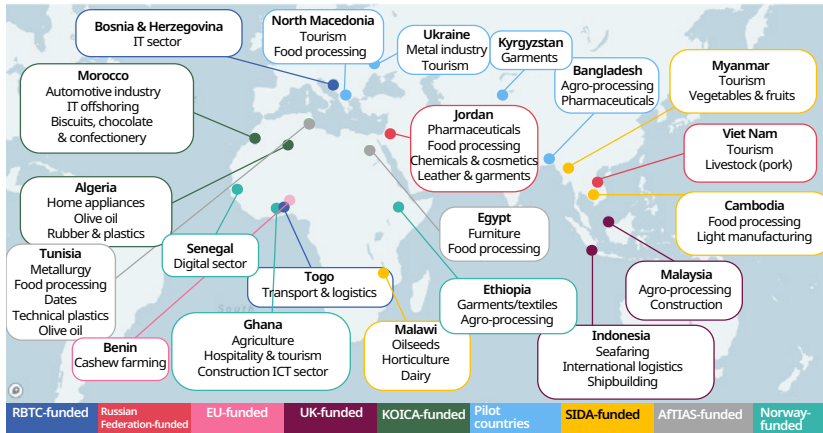 Bosnia & Herzegovina
IT sector
North Macedonia
Tourism
Food processing
Ukraine
Metal industry
Tourism
Kyrgyzstan
Garments
Bangladesh
Agro-processing
Pharmaceuticals
Myanmar
Tourism
Vegetables & fruits
Morocco
Automotive industry
IT offshoring
Biscuits, chocolate
& confectionery
Jordan
Pharmaceuticals
Food processing
Chemicals & cosmetics
Leather & garments
Viet Nam
Tourism
Livestock (pork)
Algeria
Home appliances
Olive oil
Rubber & plastics
Cambodia
Food processing
Light manufacturing
Egypt
Furniture
Food processing
Senegal
Digital sector
Tunisia
Metallurgy
Food processing
Dates
Technical plastics
Olive oil
Togo
Transport & logistics
Ethiopia
Garments/textiles
Agro-processing
Malaysia
Agro-processing
Construction
South
Ghana
Agriculture
Hospitality & tourism
Construction ICT sector
Malawi
Oilseeds
Horticulture
Dairy
Indonesia
Seafaring
International logistics
Shipbuilding
Benin
Cashew farming
RBTC-funded
Russian
Federation-funded
EU-funded
UK-funded
KOICA-funded
Pilot
countries
SIDA-funded
AfTIAS-funded
Norway-
funded